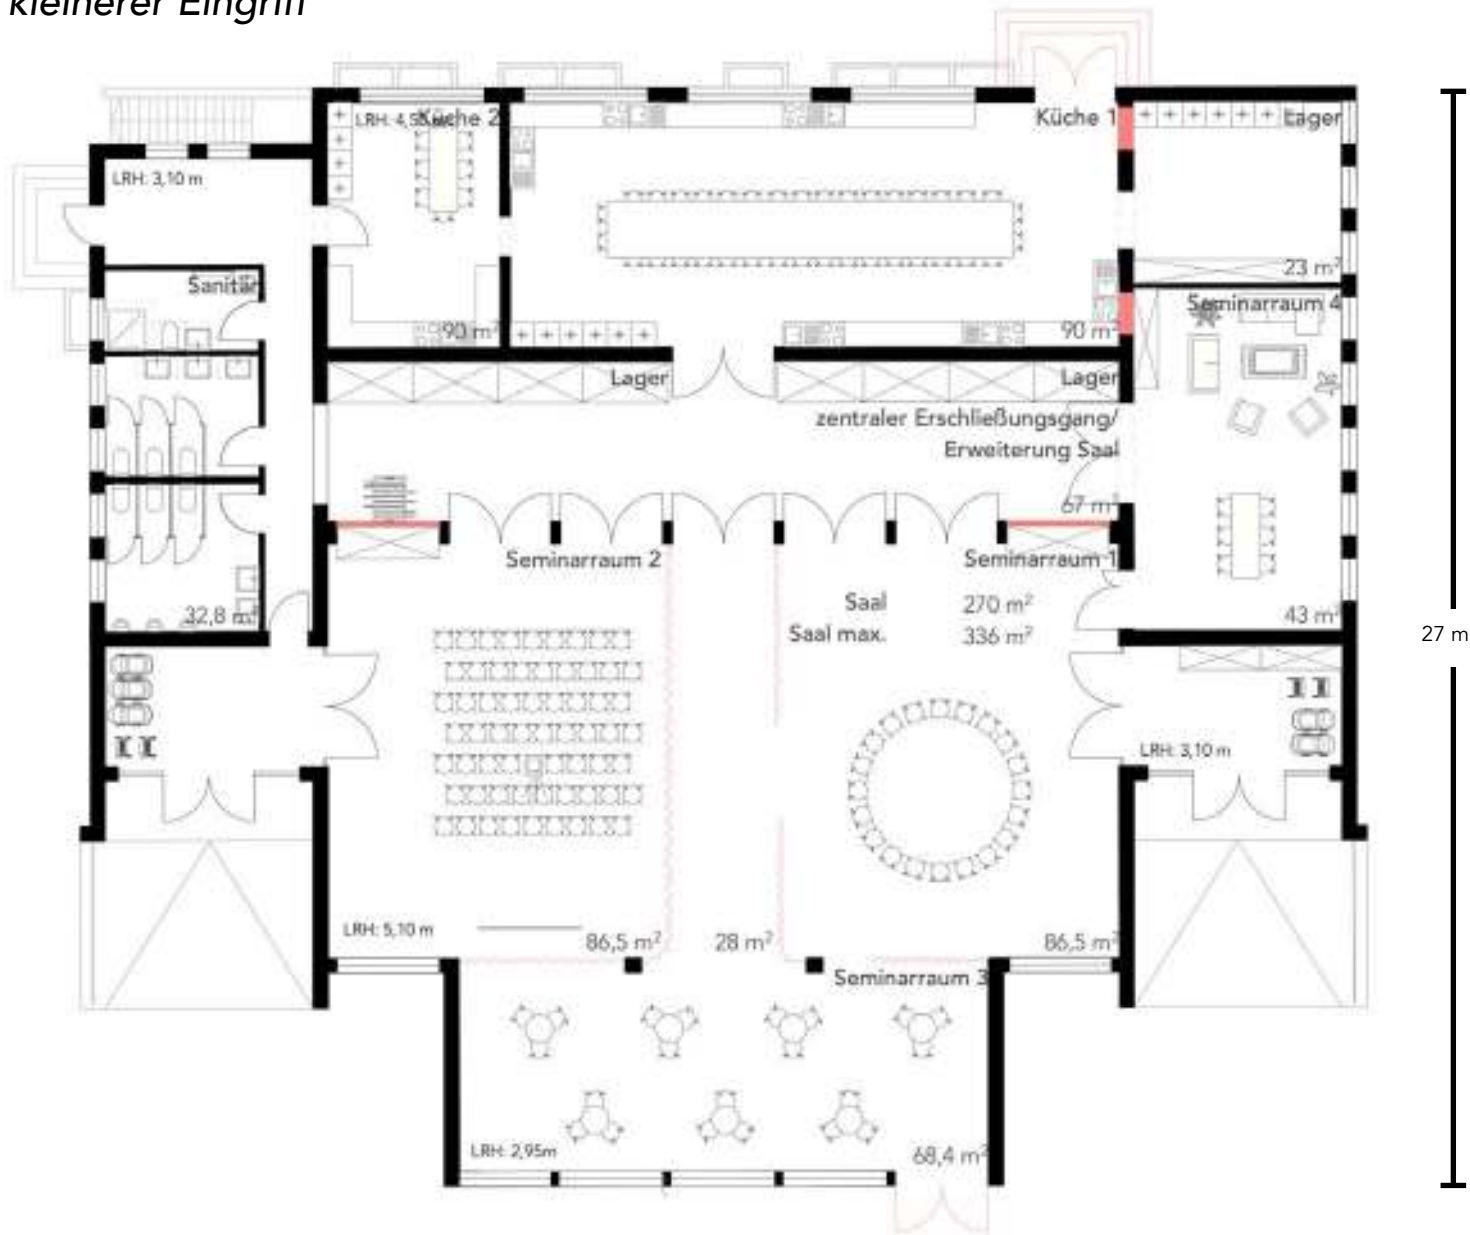 kleinerer Eingriff
LRH: 4,5
Küche 2
Küche 1
Lager
LRH: 3,10 m
23 m²
Sanitär
Seminarraum 4
90 m²
90 m²
Lager
Lager
zentraler Erschließungsgang/
Erweiterung Saal
67 m²
Seminarraum 2
Seminarraum 1
Saal 270 m²
Saal max. 336 m²
32,8 m²
43 m²
27 m
LRH: 3,10 m
LRH: 5,10 m
86,5 m²
28 m²
86,5 m²
Seminarraum 3
LRH: 2,95m
68,4 m²